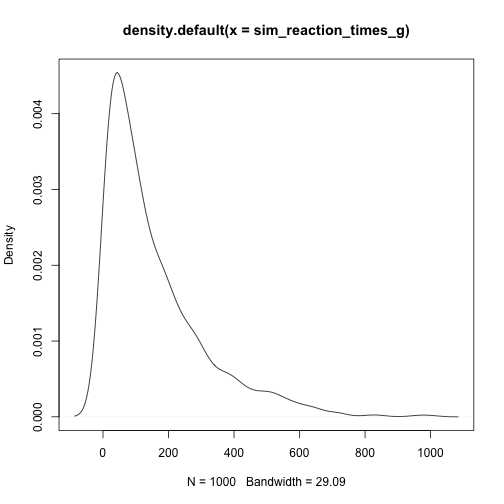 density.default(x = sim_reaction_times_g)
Density
0.004
0.003
0.002
0.001
0.000
0 200 400 600 800 1000
N = 1000 Bandwidth = 29.09